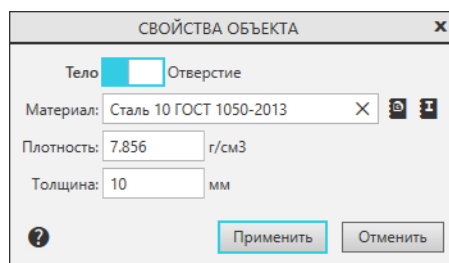 СВОЙСТВА ОБЪЕКТА x
Тело Отверстие
Материал: Сталь 10 ГОСТ 1050-2013
Плотность: 7.856 г/см3
Толщина: 10 мм
? Применить Отменить